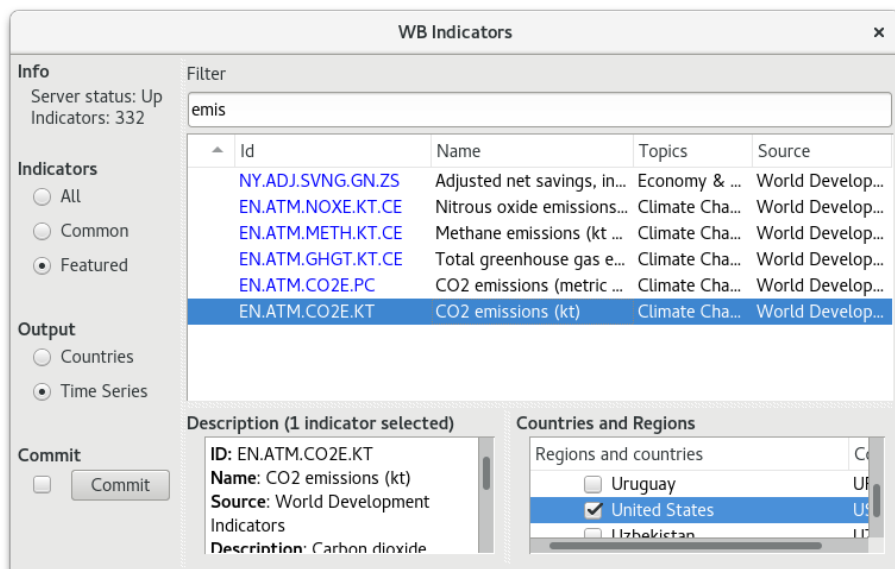 WB Indicators
Info
Server status: Up
Indicators: 332
Indicators
All
Common
Featured
Output
Countries
Time Series
Commit
Commit
Filter
emis
Id Name Topics Source
NY.ADJ.SVNG.GN.ZS Adjusted net savings, in... Economy & ... World Develop...
EN.ATM.NOXE.KT.CE Nitrous oxide emissions... Climate Cha... World Develop...
EN.ATM.METH.KT.CE Methane emissions (kt ... Climate Cha... World Develop...
EN.ATM.GHGT.KT.CE Total greenhouse gas e... Climate Cha... World Develop...
EN.ATM.CO2E.PC CO2 emissions (metric ... Climate Cha... World Develop...
EN.ATM.CO2E.KT CO2 emissions (kt) Climate Cha... World Develop...
Description (1 indicator selected)
ID: EN.ATM.CO2E.KT
Name: CO2 emissions (kt)
Source: World Development
Indicators
Description: Carbon dioxide
Countries and Regions
Regions and countries
Uruguay
United States
Uzbekistan